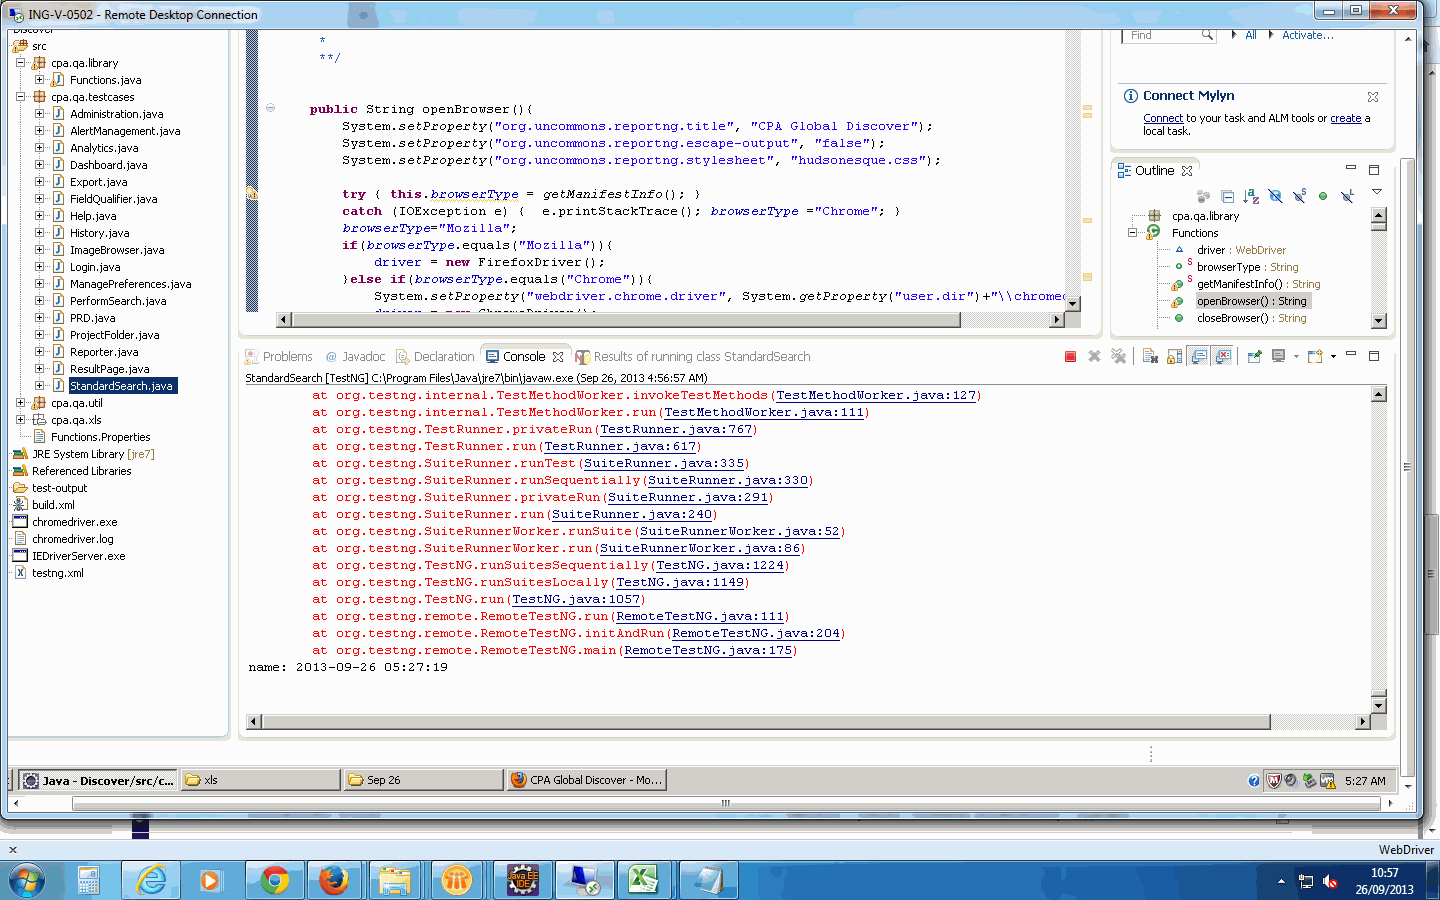 ING-V-0502 - Remote Desktop Connection
Discover
src
cpa.qa.library
Functions.java
cpa.qa.testcases
Administration.java
AlertManagement.java
Analytics.java
Dashboard.java
Export.java
FieldQualifier.java
Help.java
History.java
ImageBrowser.java
Login.java
ManagePreferences.java
PerformSearch.java
PRD.java
ProjectFolder.java
Reporter.java
ResultPage.java
StandardSearch.java
cpa.qa.util
cpa.qa.xls
Functions.Properties
JRE System Library [jre7]
Referenced Libraries
test-output
build.xml
chromedriver.exe
chromedriver.log
IEDriverServer.exe
testng.xml
*
**/
public String openBrowser(){
System.setProperty("org.uncommons.reportng.title", "CPA Global Discover");
System.setProperty("org.uncommons.reportng.escape-output", "false");
System.setProperty("org.uncommons.reportng.stylesheet", "hudsonesque.css");
try { this.browserType = getManifestInfo(); }
catch (IOException e) {  e.printStackTrace(); browserType ="Chrome"; }
browserType="Mozilla";
if(browserType.equals("Mozilla")){
driver = new FirefoxDriver();
}else if(browserType.equals("Chrome")){
System.setProperty("webdriver.chrome.driver", System.getProperty("user.dir")+"\\chromed
driver = new ChromeDriver();
Find
All
Activate...
Connect Mylyn
Connect to your task and ALM tools or create a
local task.
Outline
cpa.qa.library
Functions
driver : WebDriver
browserType : String
getManifestInfo() : String
openBrowser() : String
closeBrowser() : String
Problems
@ Javadoc
Declaration
Console
Results of running class StandardSearch
StandardSearch [TestNG] C:\Program Files\Java\jre7\bin\javaw.exe (Sep 26, 2013 4:56:57 AM)
at org.testng.internal.TestMethodWorker.invokeTestMethods(TestMethodWorker.java:127)
at org.testng.internal.TestMethodWorker.run(TestMethodWorker.java:111)
at org.testng.TestRunner.privateRun(TestRunner.java:767)
at org.testng.TestRunner.run(TestRunner.java:617)
at org.testng.SuiteRunner.runTest(SuiteRunner.java:335)
at org.testng.SuiteRunner.runSequentially(SuiteRunner.java:330)
at org.testng.SuiteRunner.privateRun(SuiteRunner.java:291)
at org.testng.SuiteRunner.run(SuiteRunner.java:240)
at org.testng.SuiteRunnerWorker.runSuite(SuiteRunnerWorker.java:52)
at org.testng.SuiteRunnerWorker.run(SuiteRunnerWorker.java:86)
at org.testng.TestNG.runSuitesSequentially(TestNG.java:1224)
at org.testng.TestNG.runSuitesLocally(TestNG.java:1149)
at org.testng.TestNG.run(TestNG.java:1057)
at org.testng.remote.RemoteTestNG.run(RemoteTestNG.java:111)
at org.testng.remote.RemoteTestNG.initAndRun(RemoteTestNG.java:204)
at org.testng.remote.RemoteTestNG.main(RemoteTestNG.java:175)
name: 2013-09-26 05:27:19
Java - Discover/src/c...
xls
Sep 26
CPA Global Discover - Mo...
5:27 AM
WebDriver
Java EE
IDE
10:57
26/09/2013